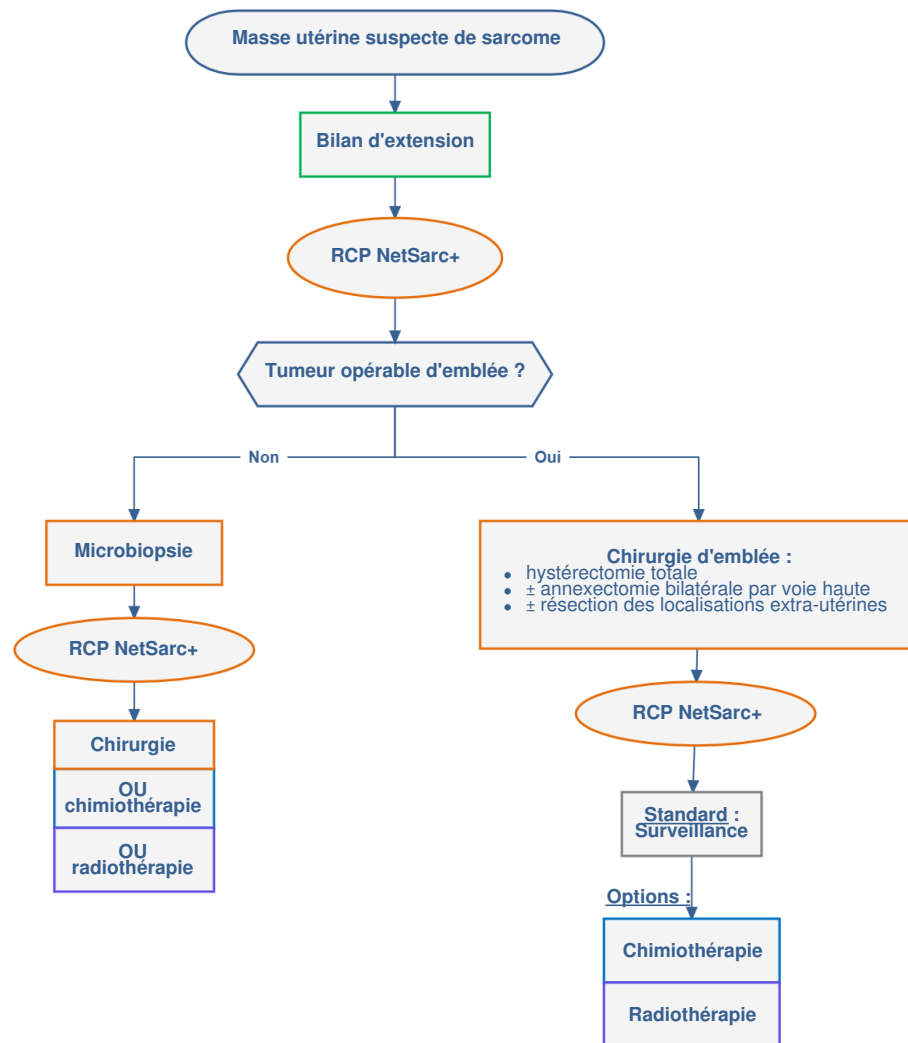 Masse utérine suspecte de sarcome
Bilan d'extension
RCP NetSarc+
Tumeur opérable d'emblée ?
Non
Oui
Microbiopsie
RCP NetSarc+
Chirurgie
OU
chimiothérapie
OU
radiothérapie
Chirurgie d'emblée :
• hystérectomie totale
• ± annexectomie bilatérale par voie haute
• ± résection des localisations extra-utérines
RCP NetSarc+
Standard :
Surveillance
Options :
Chimiothérapie
Radiothérapie